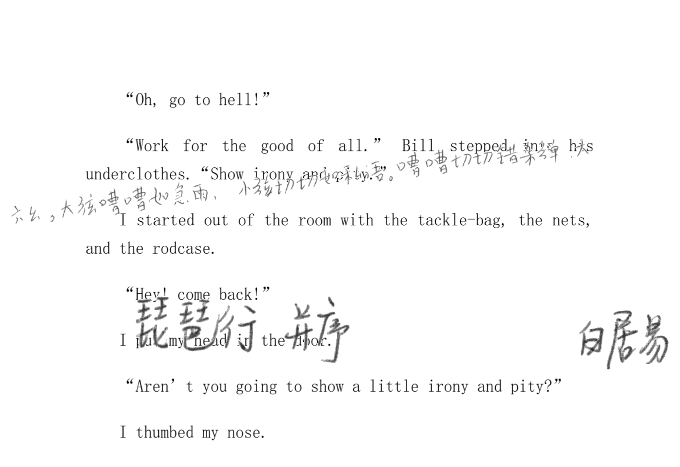 “Oh, go to hell!”
“Work for the good of all.” Bill stepped into his
underclothes. “Show irony and pity.”
六幺,大弦嘈嘈如急雨,小弦切切如私语。嘈嘈切切错杂弹,大
I started out of the room with the tackle-bag, the nets,
and the rodcase.
“Hey! come back!”
琵琶行 并序 白居易
I put my head in the door.
“Aren’t you going to show a little irony and pity?”
I thumbed my nose.